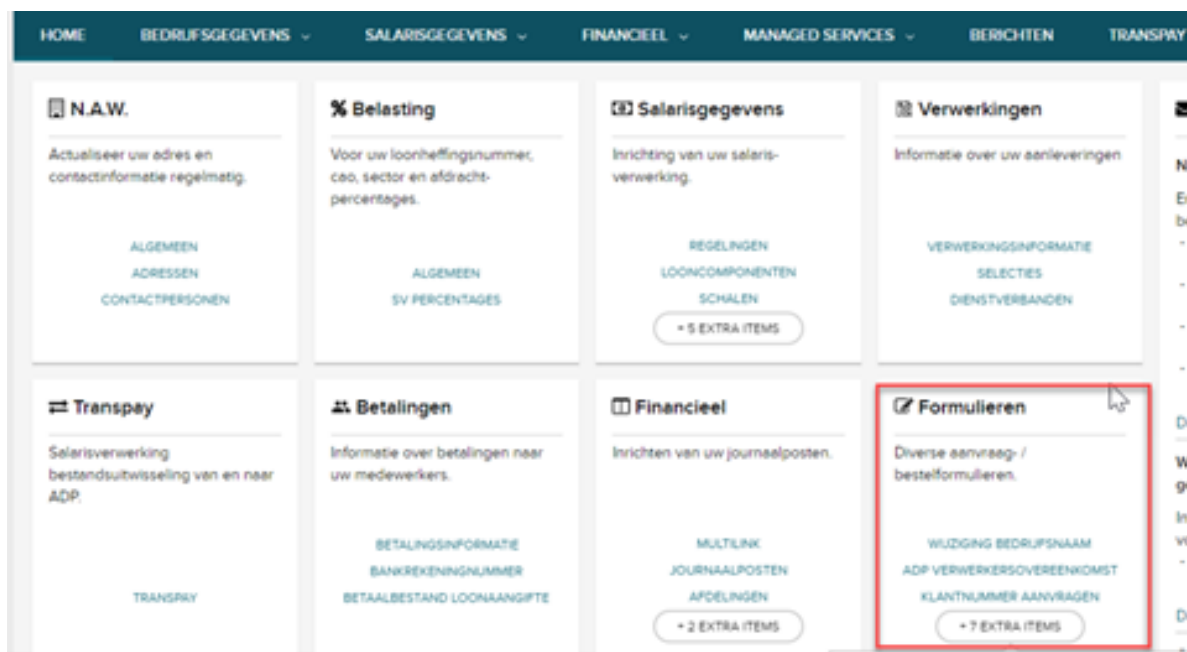 HOME BEDRIJFSGEGEVENS SALARISGEGEVENS FINANCIEEL MANAGED SERVICES BERICHTEN TRANSPAY
N.A.W.
Actualiseer uw adres en
contactinformatie regelmatig.
ALGEMEEN
ADRESSEN
CONTACTPERSONEN
% Belasting
Voor uw loonheffingsnummer,
cao, sector en afdracht-
percentages.
ALGEMEEN
SV PERCENTAGES
Salarisgegevens
Inrichting van uw salaris-
verwerking.
REGELINGEN
LOONCOMPONENTEN
SCHALEN
+ 5 EXTRA ITEMS
Verwerkingen
Informatie over uw aanleveringen
VERWERKINGSINFORMATIE
SELECTIES
DIENSTVERBANDEN
Transpay
Salarisverwerking
bestandsuitwisseling van en naar
ADP.
TRANSPAY
Betalingen
Informatie over betalingen naar
uw medewerkers.
BETALINGSINFORMATIE
BANKREKENINGNUMMER
BETAALBESTAND LOONAANGIFTE
Financieel
Inrichten van uw journaalposten.
MULTILINK
JOURNAALPOSTEN
AFDELINGEN
+ 2 EXTRA ITEMS
Formulieren
Diverse aanvraag- /
bestelformulieren.
WIJZIGING BEDRIJFSNAAM
ADP VERWERKERSOVEREENKOMST
KLANTNUMMER AANVRAGEN
+ 7 EXTRA ITEMS